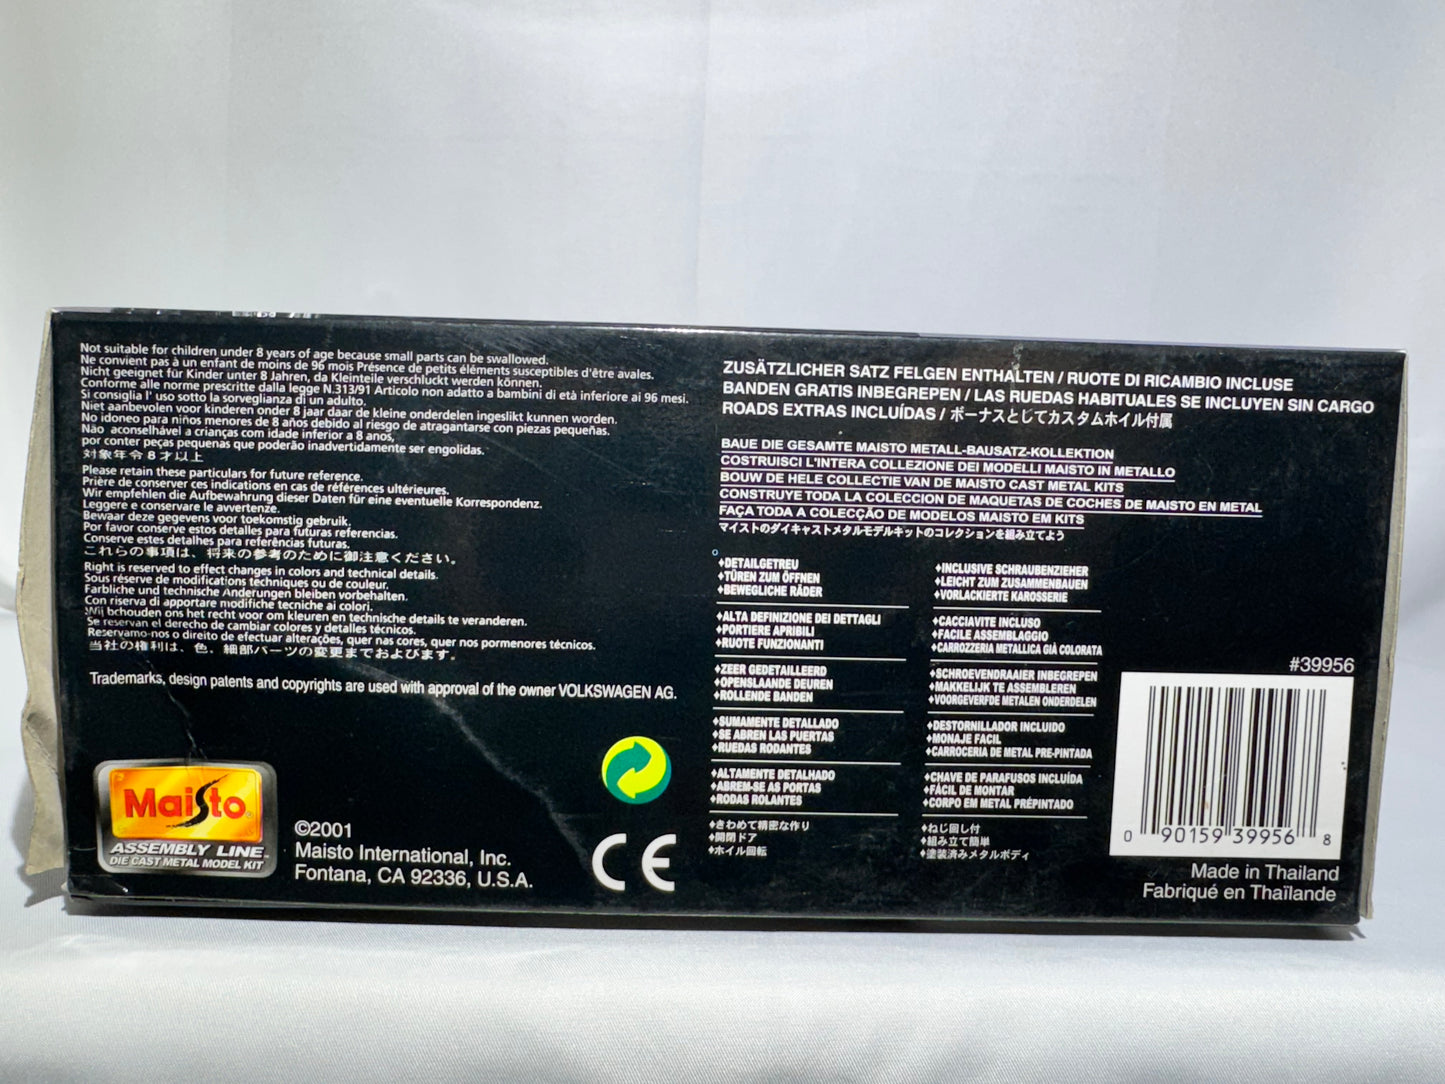 Not suitable for children under 8 years of age because small parts can be swallowed.
Ne convient pas à un enfant de moins de 96 mois Présence de petits éléments susceptibles d'être avales.
Nicht geeignet für Kinder unter 8 Jahren, da Kleinteile verschluckt werden können.
Conforme alle norme prescritte dalla legge N.313/91 Articolo non adatto a bambini di età inferiore ai 96 mesi.
Si consiglia l' uso sotto la sorveglianza di un adulto.
Niet aanbevolen voor kinderen onder 8 jaar daar de kleine onderdelen ingeslikt kunnen worden.
No idoneo para niños menores de 8 años debido al riesgo de atragantarse con piezas pequeñas.
Não aconselhável a crianças com idade inferior a 8 anos,
por conter peças pequenas que poderão inadvertidamente ser engolidas.
対象年令８才以上
Please retain these particulars for future reference.
Prière de conserver ces indications en cas de références ultérieures.
Wir empfehlen die Aufbewahrung dieser Daten für eine eventuelle Korrespondenz.
Leggere e conservare le avvertenze.
Bewaar deze gegevens voor toekomstig gebruik.
Por favor conserve estos detalles para futuras referencias.
Conserve estes detalhes para referências futuras.
これらの事項は、将来の参考のために御注意ください。
Right is reserved to effect changes in colors and technical details.
Sous réserve de modifications techniques ou de couleur.
Farbliche und technische Änderungen bleiben vorbehalten.
Con riserva di apportare modifiche tecniche ai colori.
Wij behouden ons het recht voor om kleuren en technische details te veranderen.
Se reservan el derecho de cambiar colores y detalles técnicos.
Reservamo-nos o direito de efectuar alterações, quer nas cores, quer nos pormenores técnicos.
当社の権利は、色、細部パーツの変更までおよびます。
Trademarks, design patents and copyrights are used with approval of the owner VOLKSWAGEN AG.
Maisto®
ASSEMBLY LINE™
DIE CAST METAL MODEL KIT
©2001
Maisto International, Inc.
Fontana, CA 92336, U.S.A.
CE
ZUSÄTZLICHER SATZ FELGEN ENTHALTEN / RUOTE DI RICAMBIO INCLUSE
BANDEN GRATIS INBEGREPEN / LAS RUEDAS HABITUALES SE INCLUYEN SIN CARGO
ROADS EXTRAS INCLUÍDAS / ボーナスとしてカスタムホイル付属
BAUE DIE GESAMTE MAISTO METALL-BAUSATZ-KOLLEKTION
COSTRUISCI L'INTERA COLLEZIONE DEI MODELLI MAISTO IN METALLO
BOUW DE HELE COLLECTIE VAN DE MAISTO CAST METAL KITS
CONSTRUYE TODA LA COLECCION DE MAQUETAS DE COCHES DE MAISTO EN METAL
FAÇA TODA A COLECÇÃO DE MODELOS MAISTO EM KITS
マイストのダイキャストメタルモデルキットのコレクションを組み立てよう
♦DETAILGETREU
♦TÜREN ZUM ÖFFNEN
♦BEWEGLICHE RÄDER
♦ALTA DEFINIZIONE DEI DETTAGLI
♦PORTIERE APRIBILI
♦RUOTE FUNZIONANTI
♦ZEER GEDETAILLEERD
♦OPENSLAANDE DEUREN
♦ROLLENDE BANDEN
♦SUMAMENTE DETALLADO
♦SE ABREN LAS PUERTAS
♦RUEDAS RODANTES
♦ALTAMENTE DETALHADO
♦ABREM-SE AS PORTAS
♦RODAS ROLANTES
♦きわめて精密な作り
♦開閉ドア
♦ホイル回転
♦INCLUSIVE SCHRAUBENZIEHER
♦LEICHT ZUM ZUSAMMENBAUEN
♦VORLACKIERTE KAROSSERIE
♦CACCIAVITE INCLUSO
♦FACILE ASSEMBLAGGIO
♦CARROZZERIA METALLICA GIÀ COLORATA
♦SCHROEVENDRAAIER INBEGREPEN
♦MAKKELIJK TE ASSEMBLEREN
♦VOORGEVERFDE METALEN ONDERDELEN
♦DESTORNILLADOR INCLUIDO
♦MONAJE FACIL
♦CARROCERIA DE METAL PRE-PINTADA
♦CHAVE DE PARAFUSOS INCLUÍDA
♦FÁCIL DE MONTAR
♦CORPO EM METAL PRÉPINTADO
♦ねじ回し付
♦組み立て簡単
♦塗装済みメタルボディ
#39956
0 90159 39956 8
Made in Thailand
Fabriqué en Thaïlande